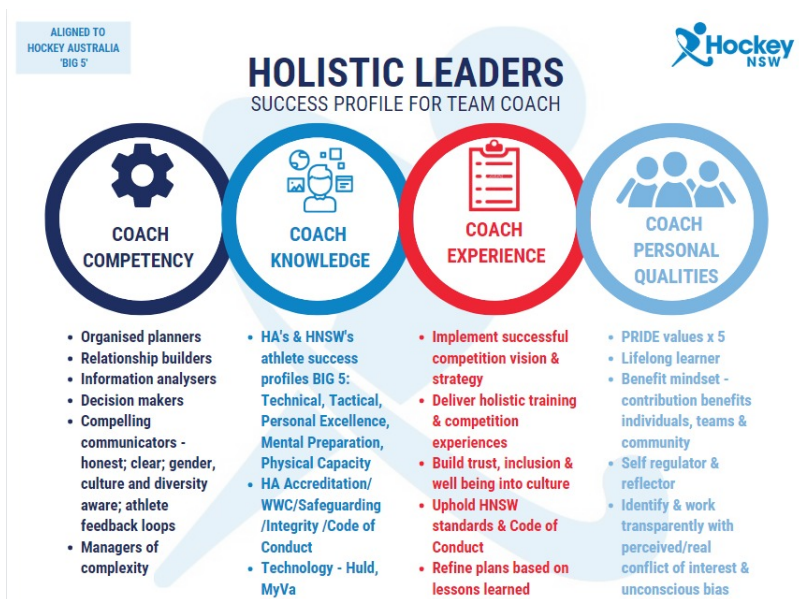 ALIGNED TO
HOCKEY AUSTRALIA
'BIG 5'
Hockey
NSW
HOLISTIC LEADERS
SUCCESS PROFILE FOR TEAM COACH
COACH
COMPETENCY
• Organised planners
• Relationship builders
• Information analysers
• Decision makers
• Compelling
communicators -
honest; clear; gender,
culture and diversity
aware; athlete
feedback loops
• Managers of
complexity
COACH
KNOWLEDGE
• HA's & HNSW's
athlete success
profiles BIG 5:
Technical, Tactical,
Personal Excellence,
Mental Preparation,
Physical Capacity
• HA Accreditation/
WWC/Safeguarding
/Integrity /Code of
Conduct
• Technology - Huld,
MyVa
COACH
EXPERIENCE
• Implement successful
competition vision &
strategy
• Deliver holistic training
& competition
experiences
• Build trust, inclusion &
well being into culture
• Uphold HNSW
standards & Code of
Conduct
• Refine plans based on
lessons learned
COACH
PERSONAL
QUALITIES
• PRIDE values x 5
• Lifelong learner
• Benefit mindset -
contribution benefits
individuals, teams &
community
• Self regulator &
reflector
• Identify & work
transparently with
perceived/real
conflict of interest &
unconscious bias